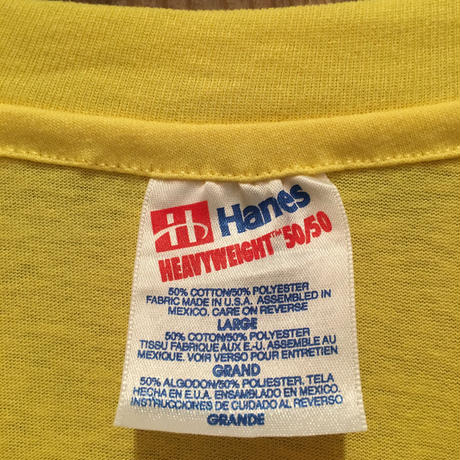 H Hanes
HEAVYWEIGHT™ 50/50
50% COTTON/50% POLYESTER
FABRIC MADE IN U.S.A. ASSEMBLED IN
MEXICO. CARE ON REVERSE
LARGE
50% COTON/50% POLYESTER
TISSU FABRIQUE AUX E.-U. ASSEMBLE AU
MEXIQUE. VOIR VERSO POUR ENTRETIEN
GRAND
50% ALGODON/50% POLIESTER. TELA
HECHA EN E.U.A. ENSAMBLADO EN MEXICO.
INSTRUCCIONES DE CUIDADO AL REVERSO
GRANDE